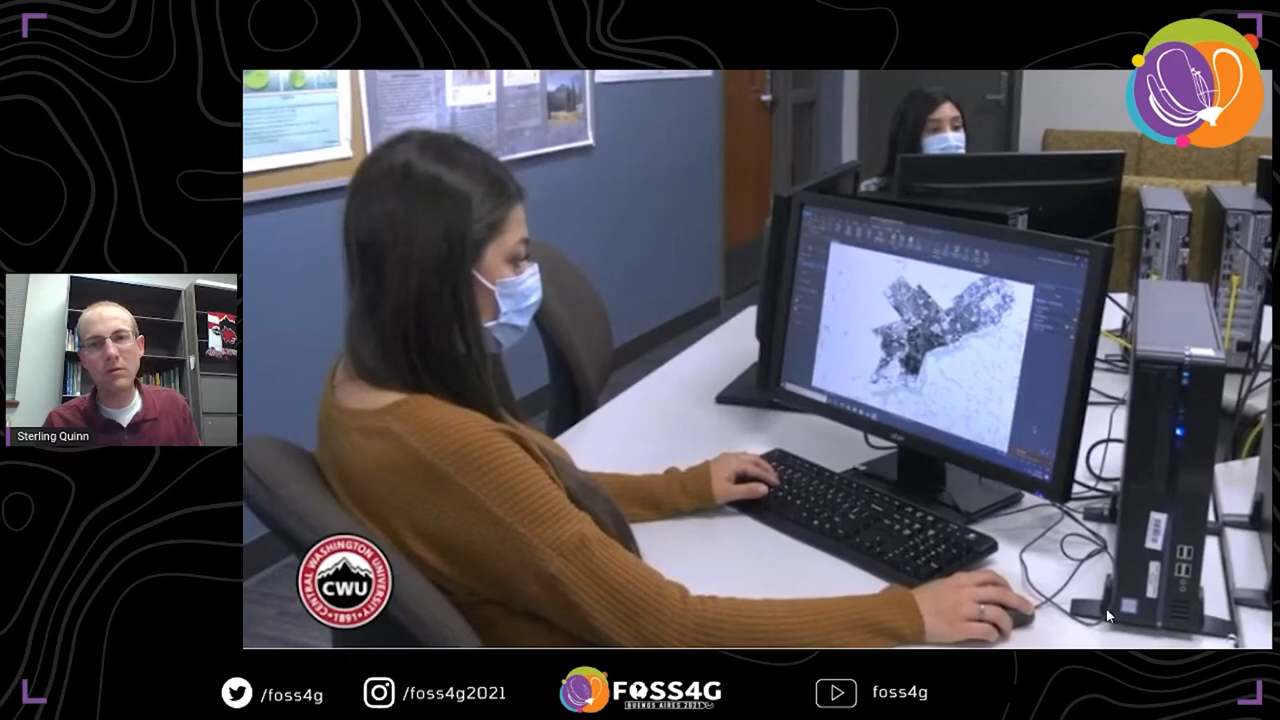 Sterling Quinn
CENTRAL WASHINGTON UNIVERSITY
CWU
•1891•
/foss4g
/foss4g2021
FOSS4G
BUENOS AIRES 2021
foss4g